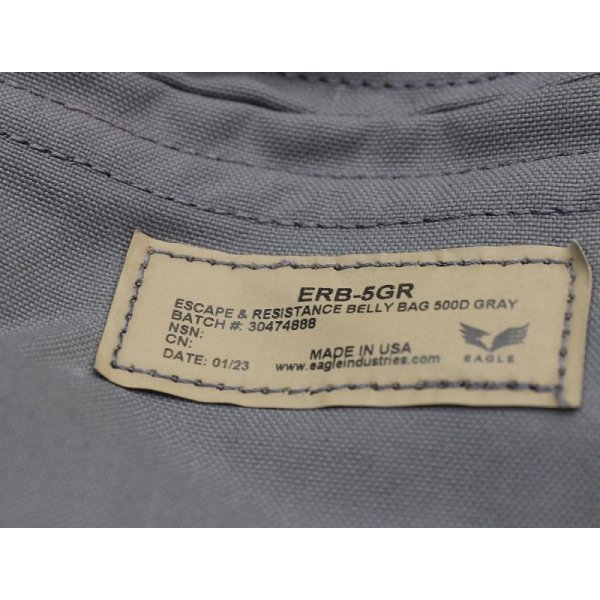 ERB-5GR
ESCAPE & RESISTANCE BELLY BAG 500D GRAY
BATCH #: 30474888
NSN:
CN:
DATE: 01/23
MADE IN USA
www.eagleindustries.com
EAGLE